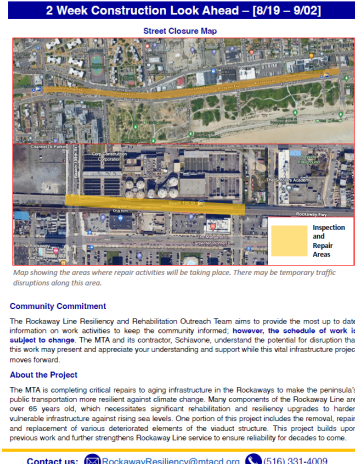 2 Week Construction Look Ahead – [8/19 – 9/02]
Street Closure Map
Rockaway Fwy
Inspection
and
Repair
Areas
Map showing the areas where repair activities will be taking place. There may be temporary traffic
disruptions along this area.
Community Commitment
The Rockaway Line Resiliency and Rehabilitation Outreach Team aims to provide the most up to date
information on work activities to keep the community informed; however, the schedule of work is
subject to change. The MTA and its contractor, Schiavone, understand the potential for disruption tha
this work may present and appreciate your understanding and support while this vital infrastructure projec
moves forward.
About the Project
The MTA is completing critical repairs to aging infrastructure in the Rockaways to make the peninsula's
public transportation more resilient against climate change. Many components of the Rockaway Line are
over 65 years old, which necessitates significant rehabilitation and resiliency upgrades to harden
vulnerable infrastructure against rising sea levels. One portion of this project includes the removal, repair
and replacement of various deteriorated elements of the viaduct structure. This project builds upon
previous work and further strengthens Rockaway Line service to ensure reliability for decades to come.
Contact us: RockawayResiliency@mtacd.org (516) 331-2680